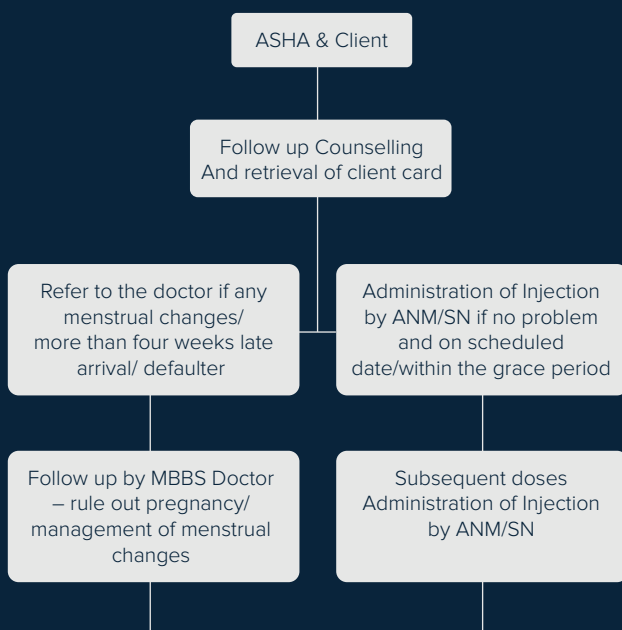 ASHA & Client
Follow up Counselling
And retrieval of client card
Refer to the doctor if any
menstrual changes/
more than four weeks late
arrival/ defaulter
Administration of Injection
by ANM/SN if no problem
and on scheduled
date/within the grace period
Follow up by MBBS Doctor
– rule out pregnancy/
management of menstrual
changes
Subsequent doses
Administration of Injection
by ANM/SN